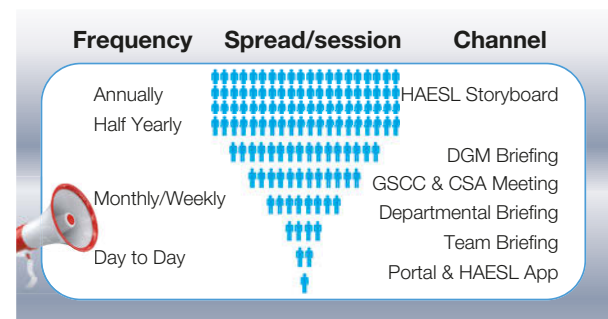 Frequency Spread/session Channel
Annually HAESL Storyboard
Half Yearly
DGM Briefing
GSCC & CSA Meeting
Monthly/Weekly
Departmental Briefing
Team Briefing
Day to Day
Portal & HAESL App